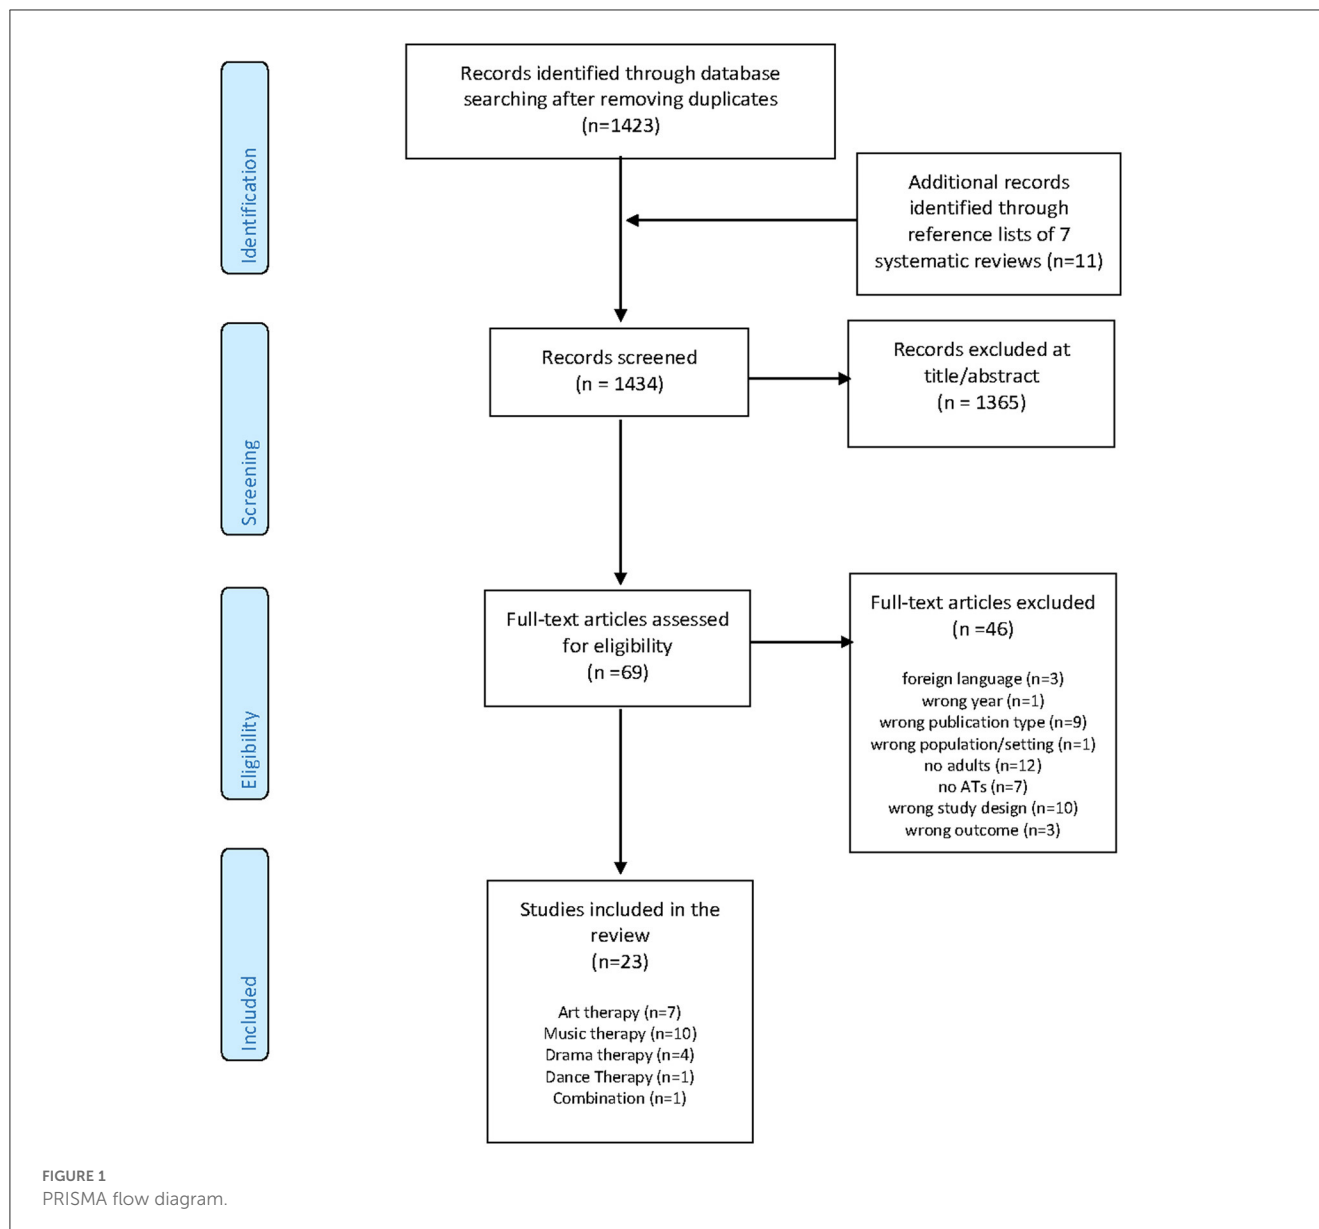 Identification
Records identified through database
searching after removing duplicates
(n=1423)
Additional records
identified through
reference lists of 7
systematic reviews (n=11)
Screening
Records screened
(n = 1434)
Records excluded at
title/abstract
(n = 1365)
Eligibility
Full-text articles assessed
for eligibility
(n =69)
Full-text articles excluded
(n =46)
foreign language (n=3)
wrong year (n=1)
wrong publication type (n=9)
wrong population/setting (n=1)
no adults (n=12)
no ATs (n=7)
wrong study design (n=10)
wrong outcome (n=3)
Included
Studies included in the
review
(n=23)
Art therapy (n=7)
Music therapy (n=10)
Drama therapy (n=4)
Dance Therapy (n=1)
Combination (n=1)
FIGURE 1
PRISMA flow diagram.